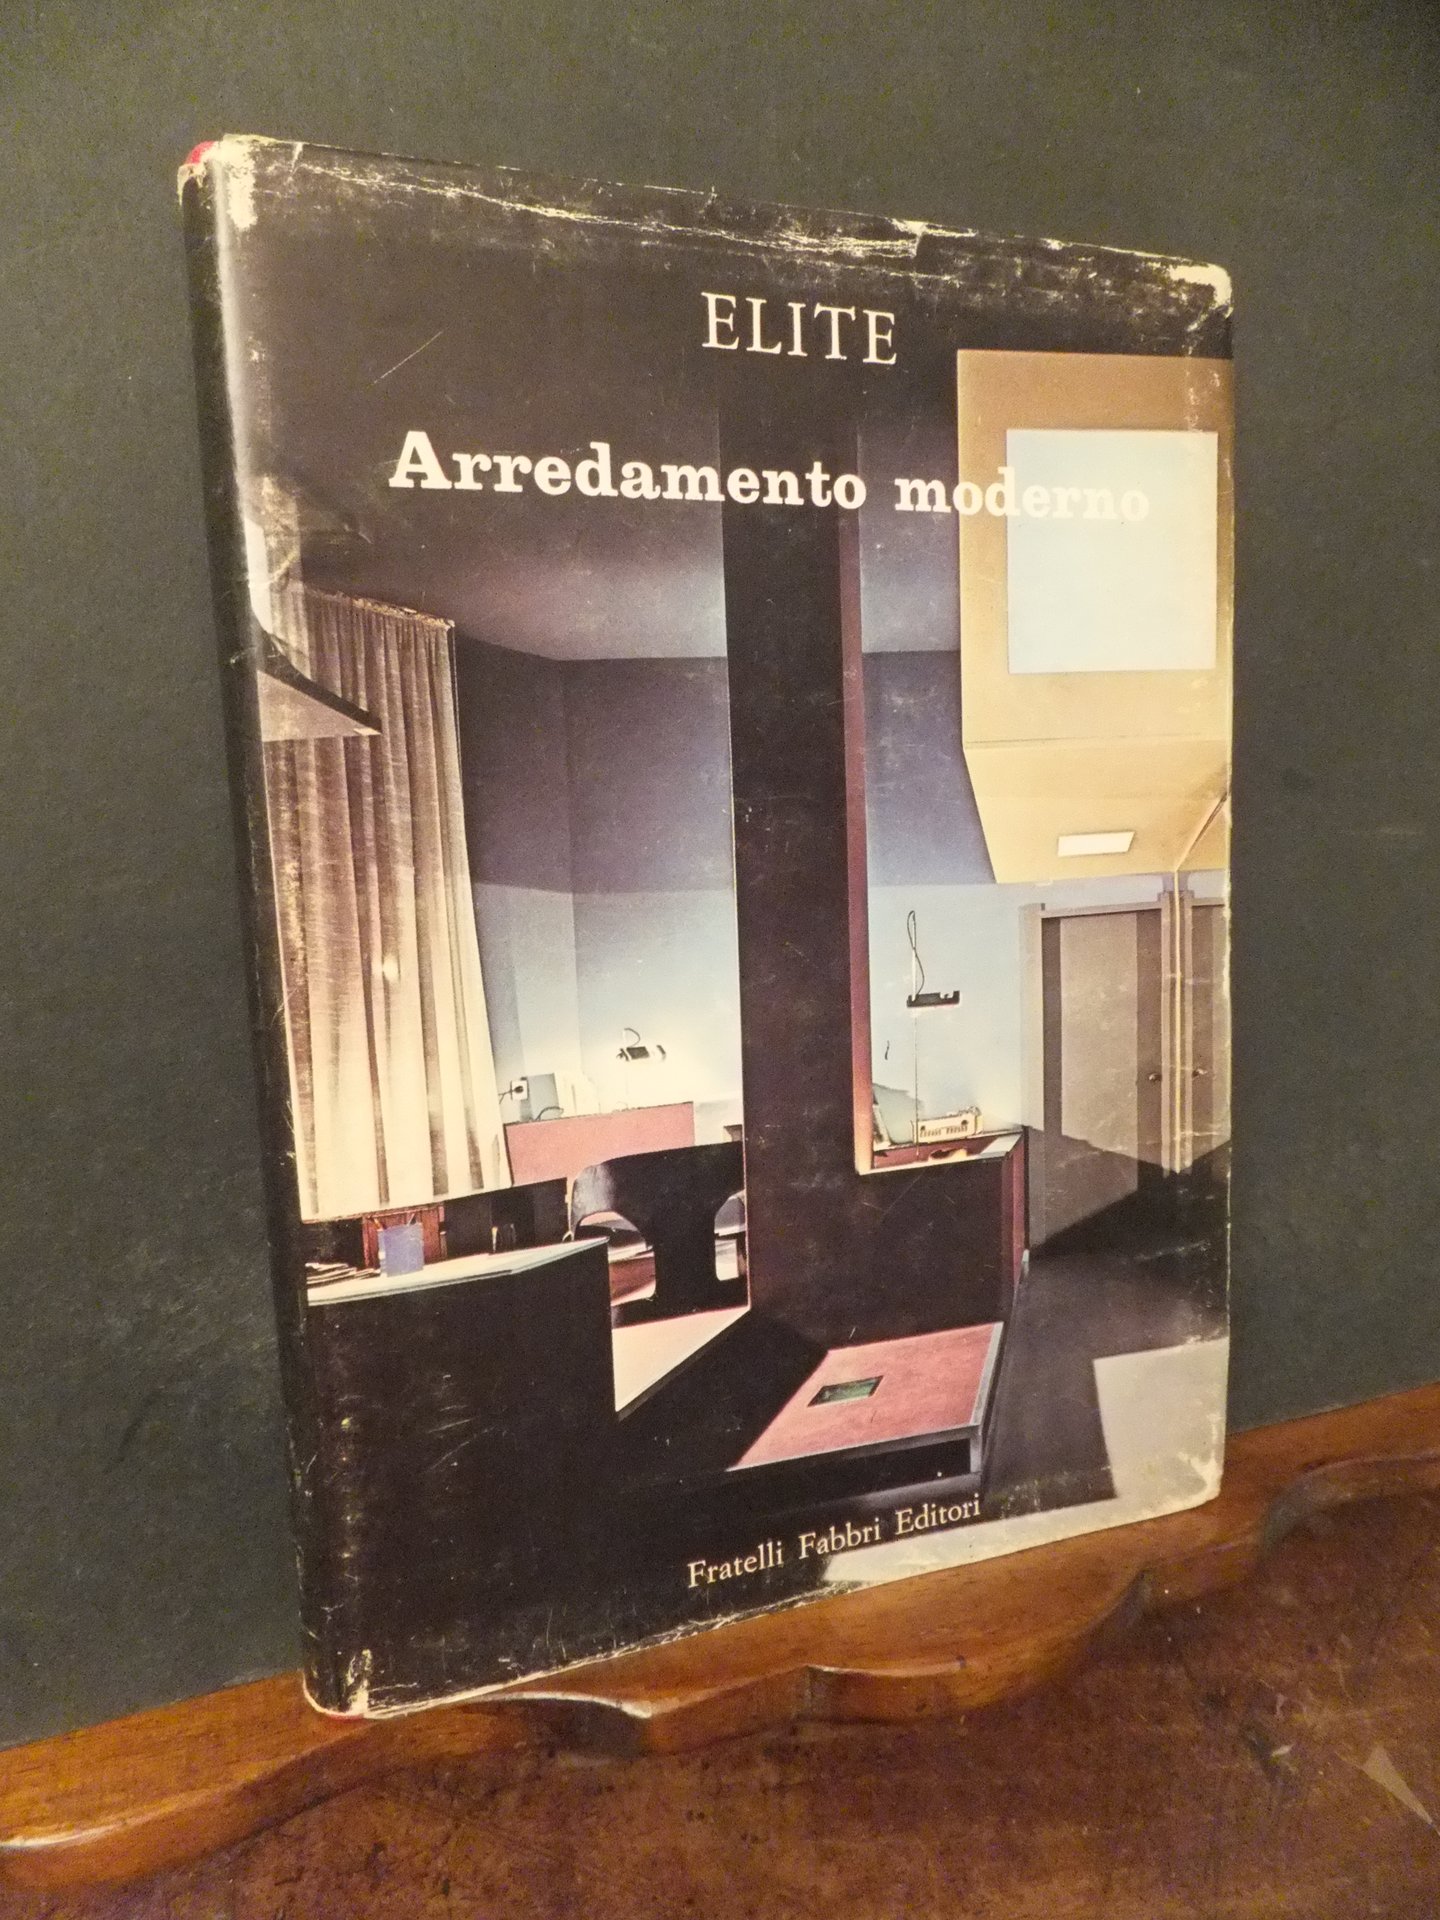 ELITE
Arredamento moderno
Fratelli Fabbri Editori